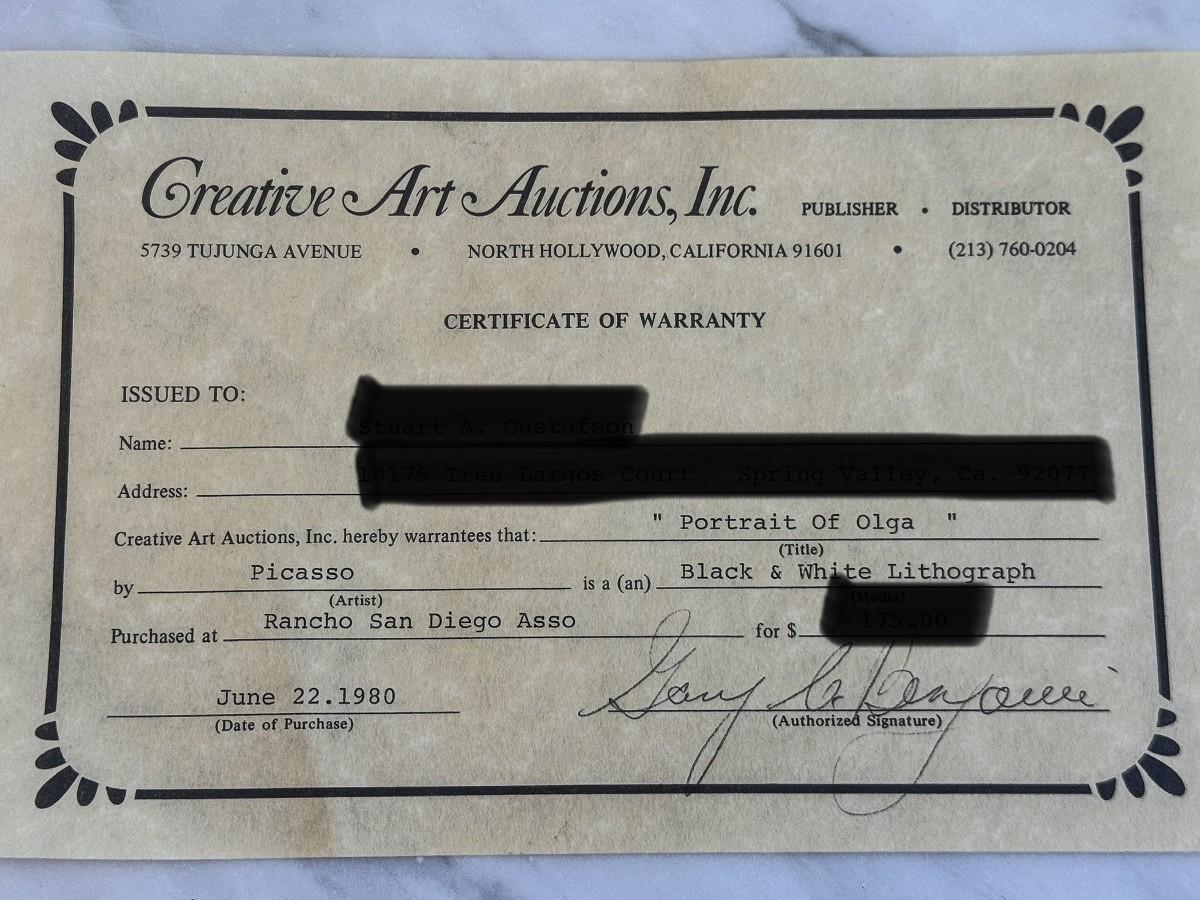 Creative Art Auctions, Inc. PUBLISHER • DISTRIBUTOR
5739 TUJUNGA AVENUE • NORTH HOLLYWOOD, CALIFORNIA 91601 • (213) 760-0204
CERTIFICATE OF WARRANTY
ISSUED TO:
Name:
Address:
Creative Art Auctions, Inc. hereby warrantees that: " Portrait Of Olga "
(Title)
by Picasso is a (an) Black & White Lithograph
(Artist) (Media)
Purchased at Rancho San Diego Asso for $
June 22.1980 Gary C. Benjamin
(Date of Purchase) (Authorized Signature)